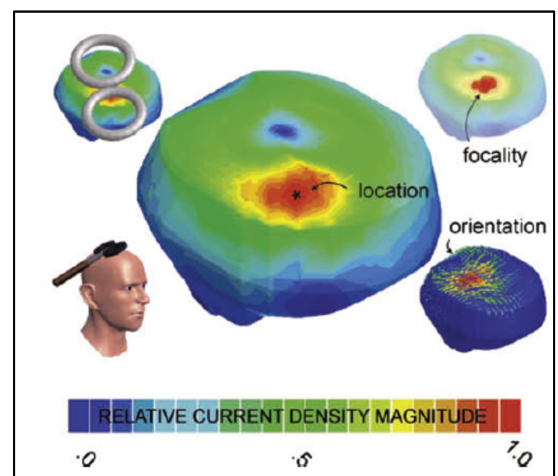 focality
location
orientation
RELATIVE CURRENT DENSITY MAGNITUDE
.0
.5
1.0